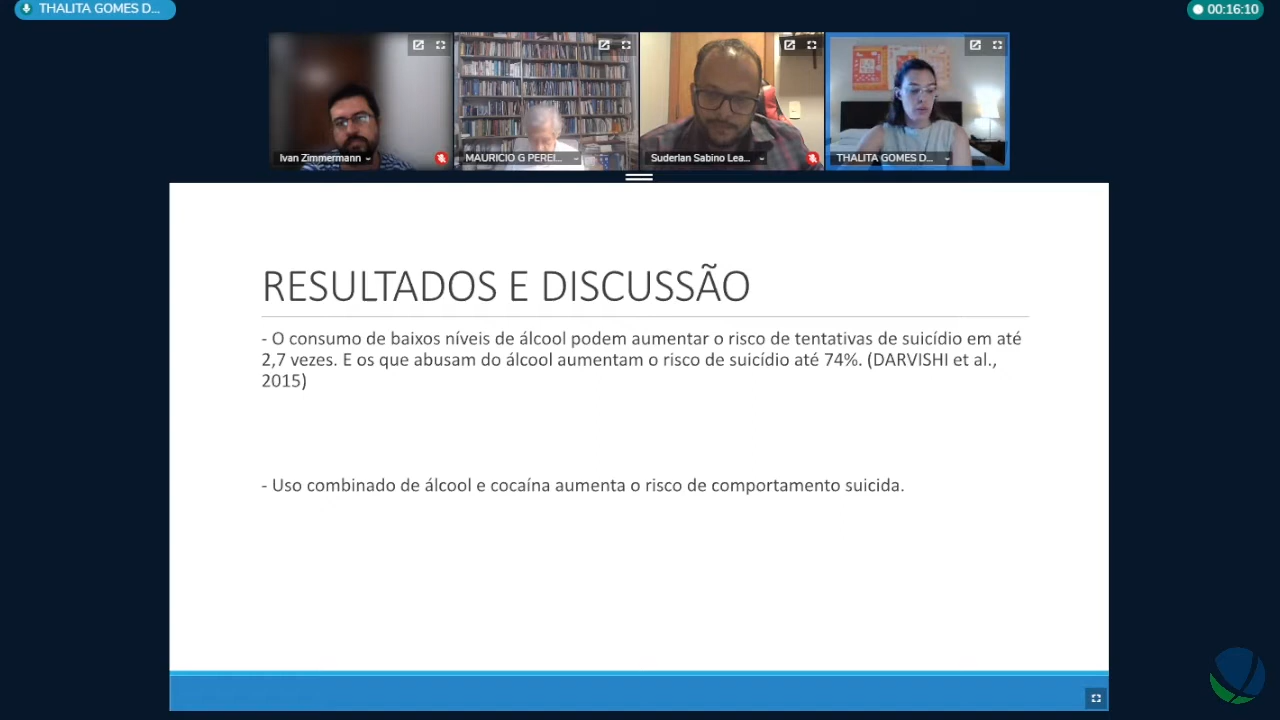 THALITA GOMES D...
00:16:10
Ivan Zimmermann
MAURICIO G PEREI...
Suderlan Sabino Lea...
THALITA GOMES D...
RESULTADOS E DISCUSSÃO
- O consumo de baixos níveis de álcool podem aumentar o risco de tentativas de suicídio em até
2,7 vezes. E os que abusam do álcool aumentam o risco de suicídio até 74%. (DARVISHI et al.,
2015)
- Uso combinado de álcool e cocaína aumenta o risco de comportamento suicida.